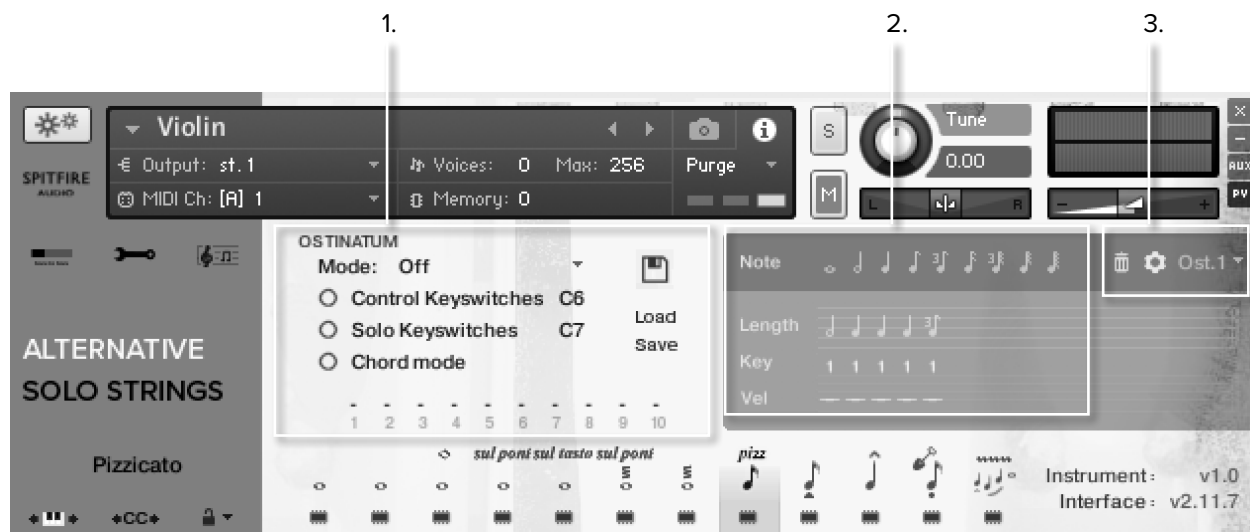 1. 2. 3.
Violin
SPITFIRE
AUDIO
Output: st.1
Voices: 0 Max: 256
Purge
MIDI Ch: [A] 1
Memory: 0
S
M
Tune
0.00
L R
- +
X
-
AUX
PV
OSTINATUM
Mode: Off
Control Keyswitches C6
Solo Keyswitches C7
Chord mode
Load
Save
- - - - - - - - - -
1 2 3 4 5 6 7 8 9 10
Note
Length
Key 1 1 1 1 1
Vel
Ost.1
ALTERNATIVE
SOLO STRINGS
Pizzicato
CC
sul pont sul tasto sul pont
pizz
Instrument: v1.0
Interface: v2.11.7